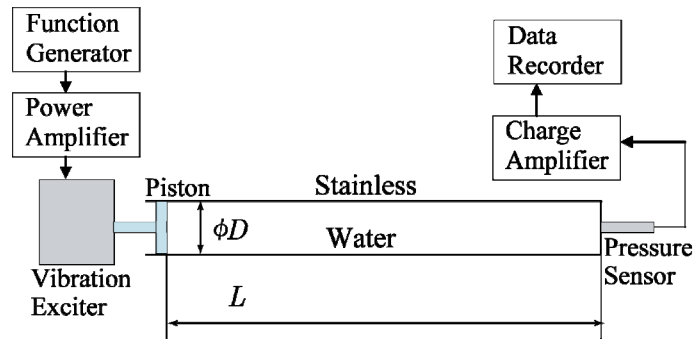 Function
Generator
Power
Amplifier
Vibration
Exciter
Piston
Stainless
ϕD
Water
L
Data
Recorder
Charge
Amplifier
Pressure
Sensor